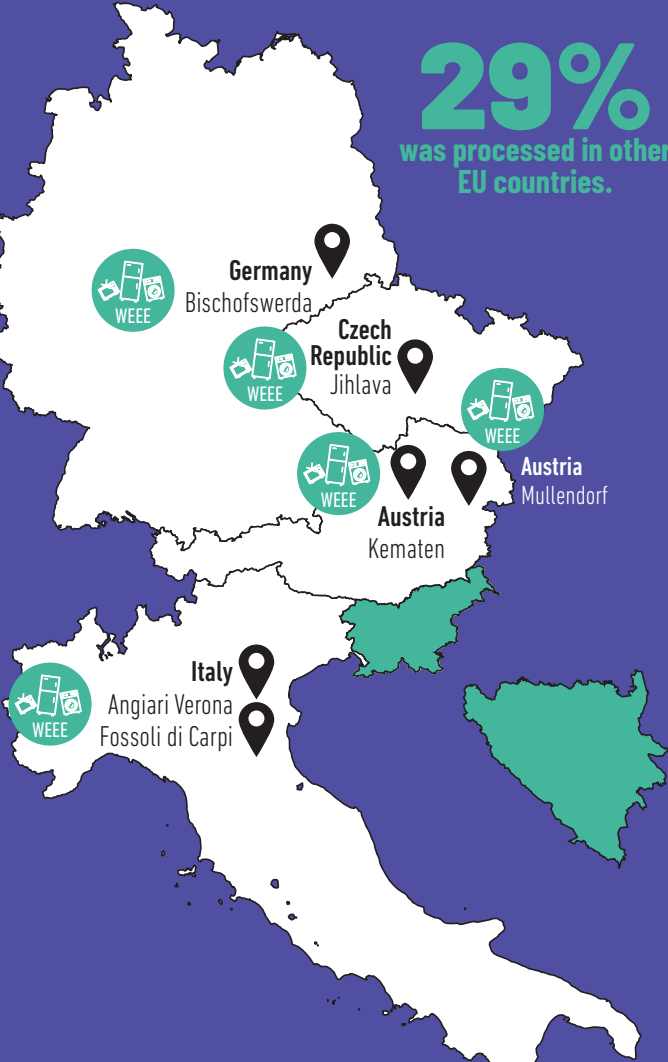 29%
was processed in other
EU countries.
Germany
Bischofswerda
WEEE
Czech
Republic
Jihlava
WEEE
WEEE
Austria
Mullendorf
WEEE
Austria
Kematen
Italy
Angiari Verona
Fossoli di Carpi
WEEE